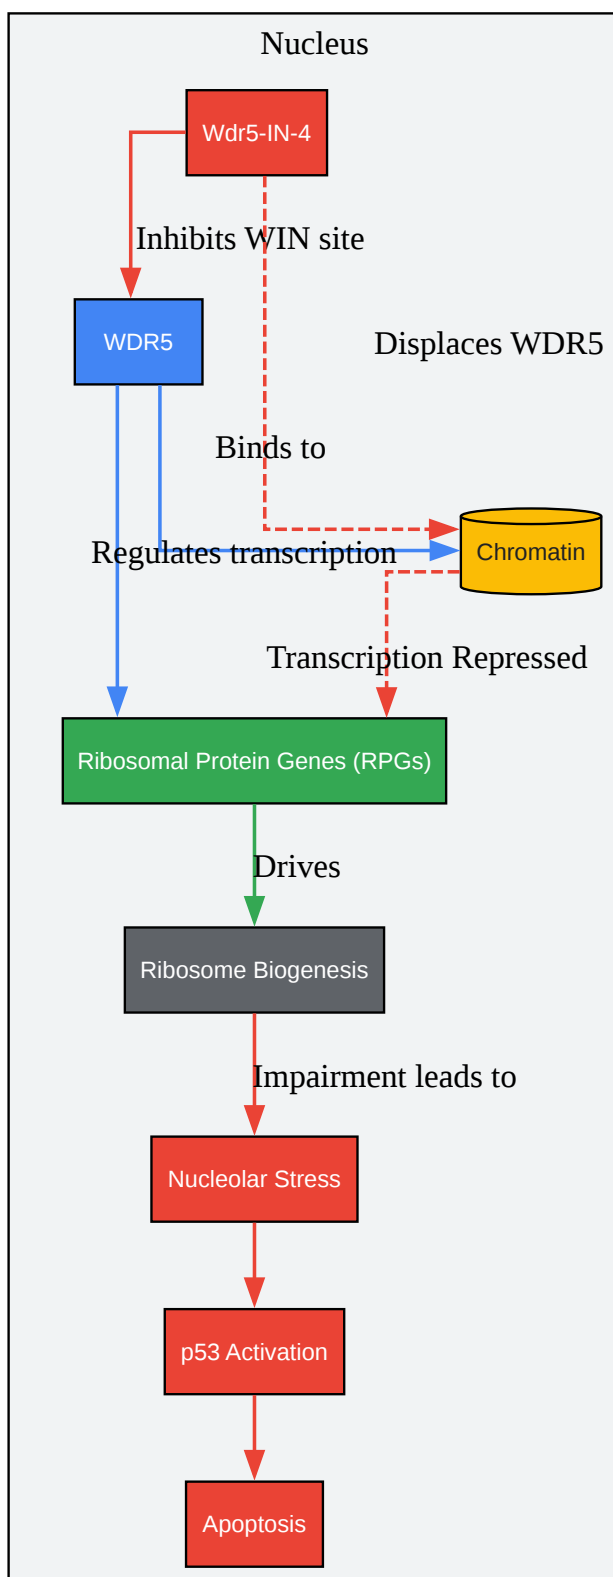 Nucleus
Wdr5-IN-4
Inhibits WIN site
WDR5
Displaces WDR5
Binds to
Regulates transcription
Chromatin
Transcription Repressed
Ribosomal Protein Genes (RPGs)
Drives
Ribosome Biogenesis
Impairment leads to
Nucleolar Stress
p53 Activation
Apoptosis